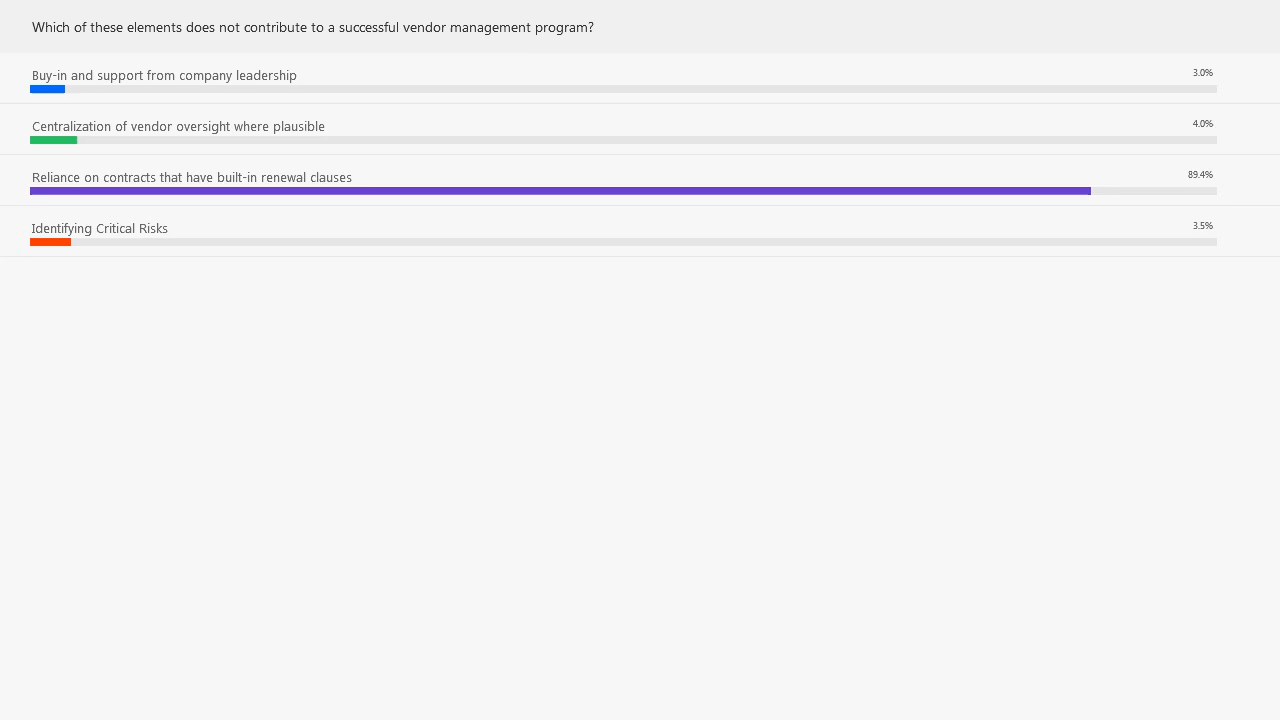 Which of these elements does not contribute to a successful vendor management program?
Buy-in and support from company leadership
3.0%
Centralization of vendor oversight where plausible
4.0%
Reliance on contracts that have built-in renewal clauses
89.4%
Identifying Critical Risks
3.5%